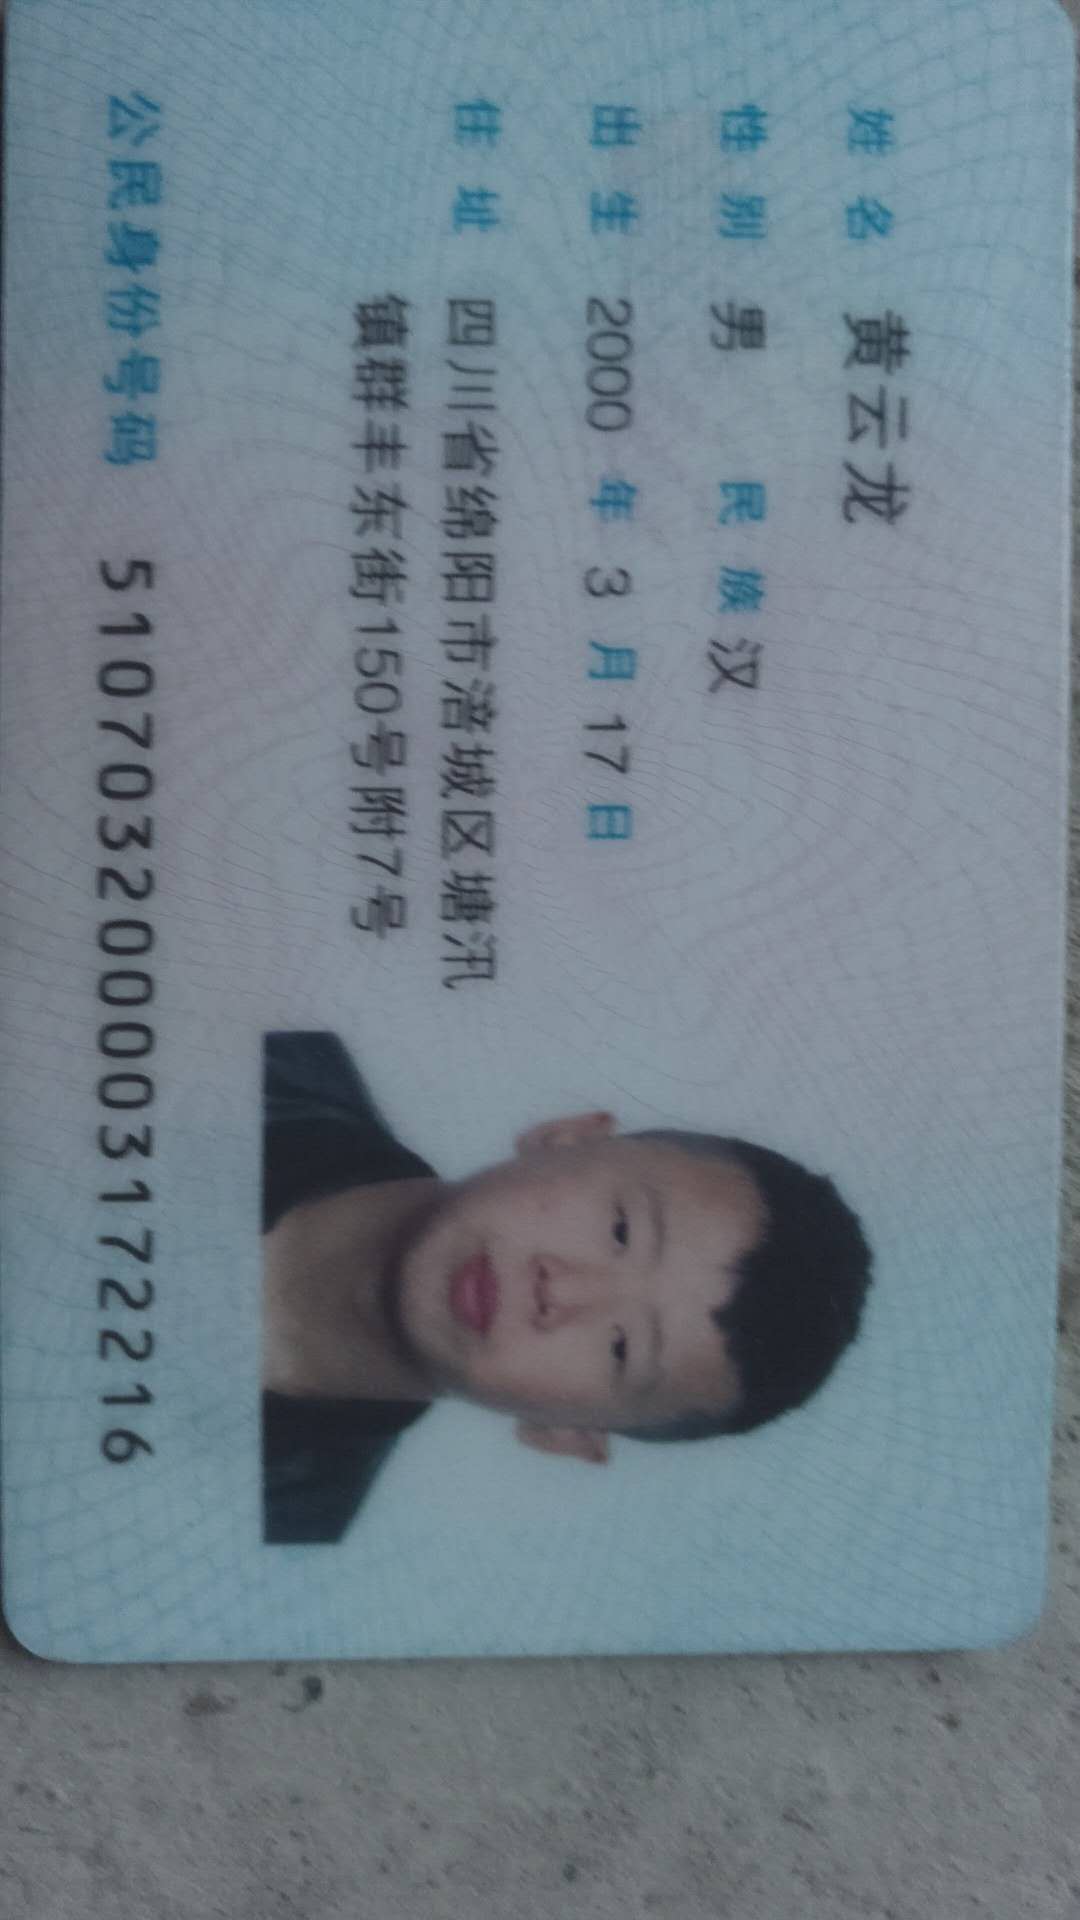 姓名 黄云龙
性别 男 民族 汉
出生 2000 年 3 月 17 日
住址 四川省绵阳市涪城区塘汛
镇群丰东街150号附7号
公民身份号码 510703200003172216